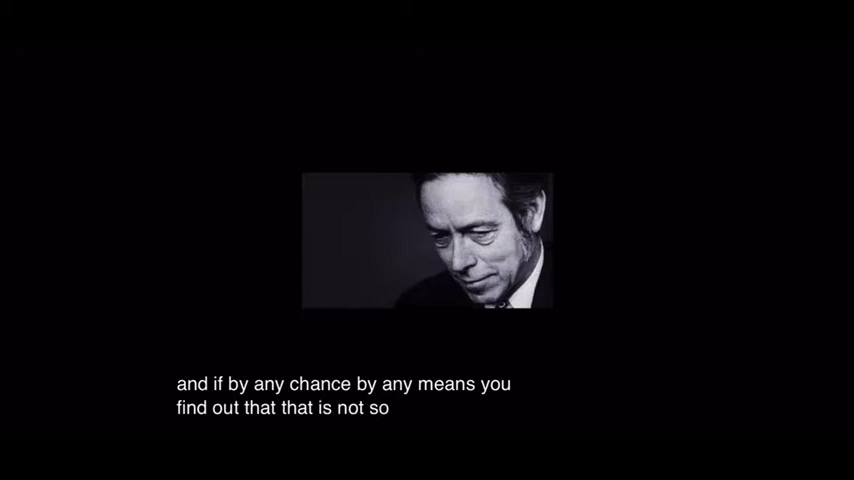 and if by any chance by any means you
find out that that is not so